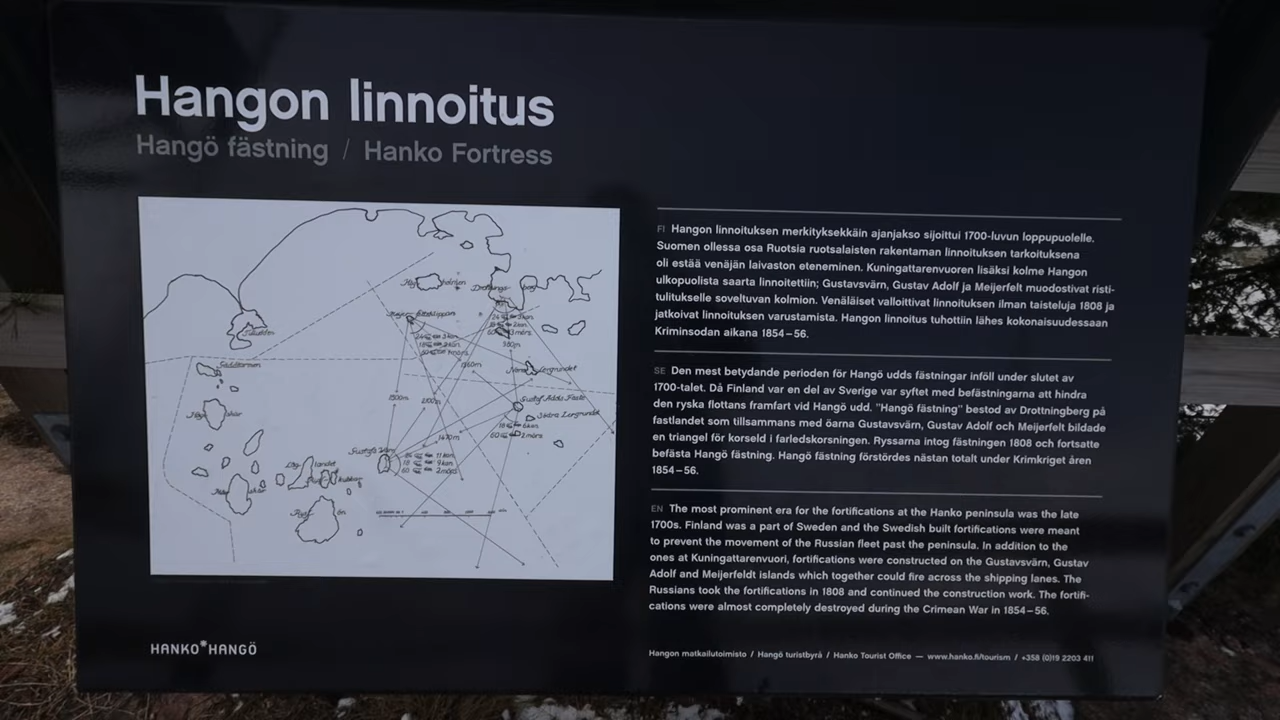 Hangon linnoitus
Hangö fästning / Hanko Fortress
FI Hangon linnoituksen merkityksekkäin ajanjakso sijoittui 1700-luvun loppupuolelle.
Suomen ollessa osa Ruotsia ruotsalaisten rakentaman linnoituksen tarkoituksena
oli estää venäjän laivaston eteneminen. Kuningattarenvuoren lisäksi kolme Hangon
ulkopuolista saarta linnoitettiin; Gustavsvärn, Gustav Adolf ja Meijerfelt muodostivat risti-
tulitukselle soveltuvan kolmion. Venäläiset valloittivat linnoituksen ilman taisteluja 1808 ja
jatkoivat linnoituksen varustamista. Hangon linnoitus tuhottiin lähes kokonaisuudessaan
Kriminsodan aikana 1854–56.
SE Den mest betydande perioden för Hangö udds fästningar inföll under slutet av
1700-talet. Då Finland var en del av Sverige var syftet med befästningarna att hindra
den ryska flottans framfart vid Hangö udd. "Hangö fästning" bestod av Drottningberg på
fastlandet som tillsammans med öarna Gustavsvärn, Gustav Adolf och Meijerfelt bildade
en triangel för korseld i farledskorsningen. Ryssarna intog fästningen 1808 och fortsatte
befästa Hangö fästning. Hangö fästning förstördes nästan totalt under Krimkriget åren
1854–56.
EN The most prominent era for the fortifications at the Hanko peninsula was the late
1700s. Finland was a part of Sweden and the Swedish built fortifications were meant
to prevent the movement of the Russian fleet past the peninsula. In addition to the
ones at Kuningattarenvuori, fortifications were constructed on the Gustavsvärn, Gustav
Adolf and Meijerfeldt islands which together could fire across the shipping lanes. The
Russians took the fortifications in 1808 and continued the construction work. The fortifi-
cations were almost completely destroyed during the Crimean War in 1854–56.
HANKO*HANGÖ
Hangon matkailutoimisto / Hangö turistbyrå / Hanko Tourist Office — www.hanko.fi/tourism / +358 (0)19 2203 411